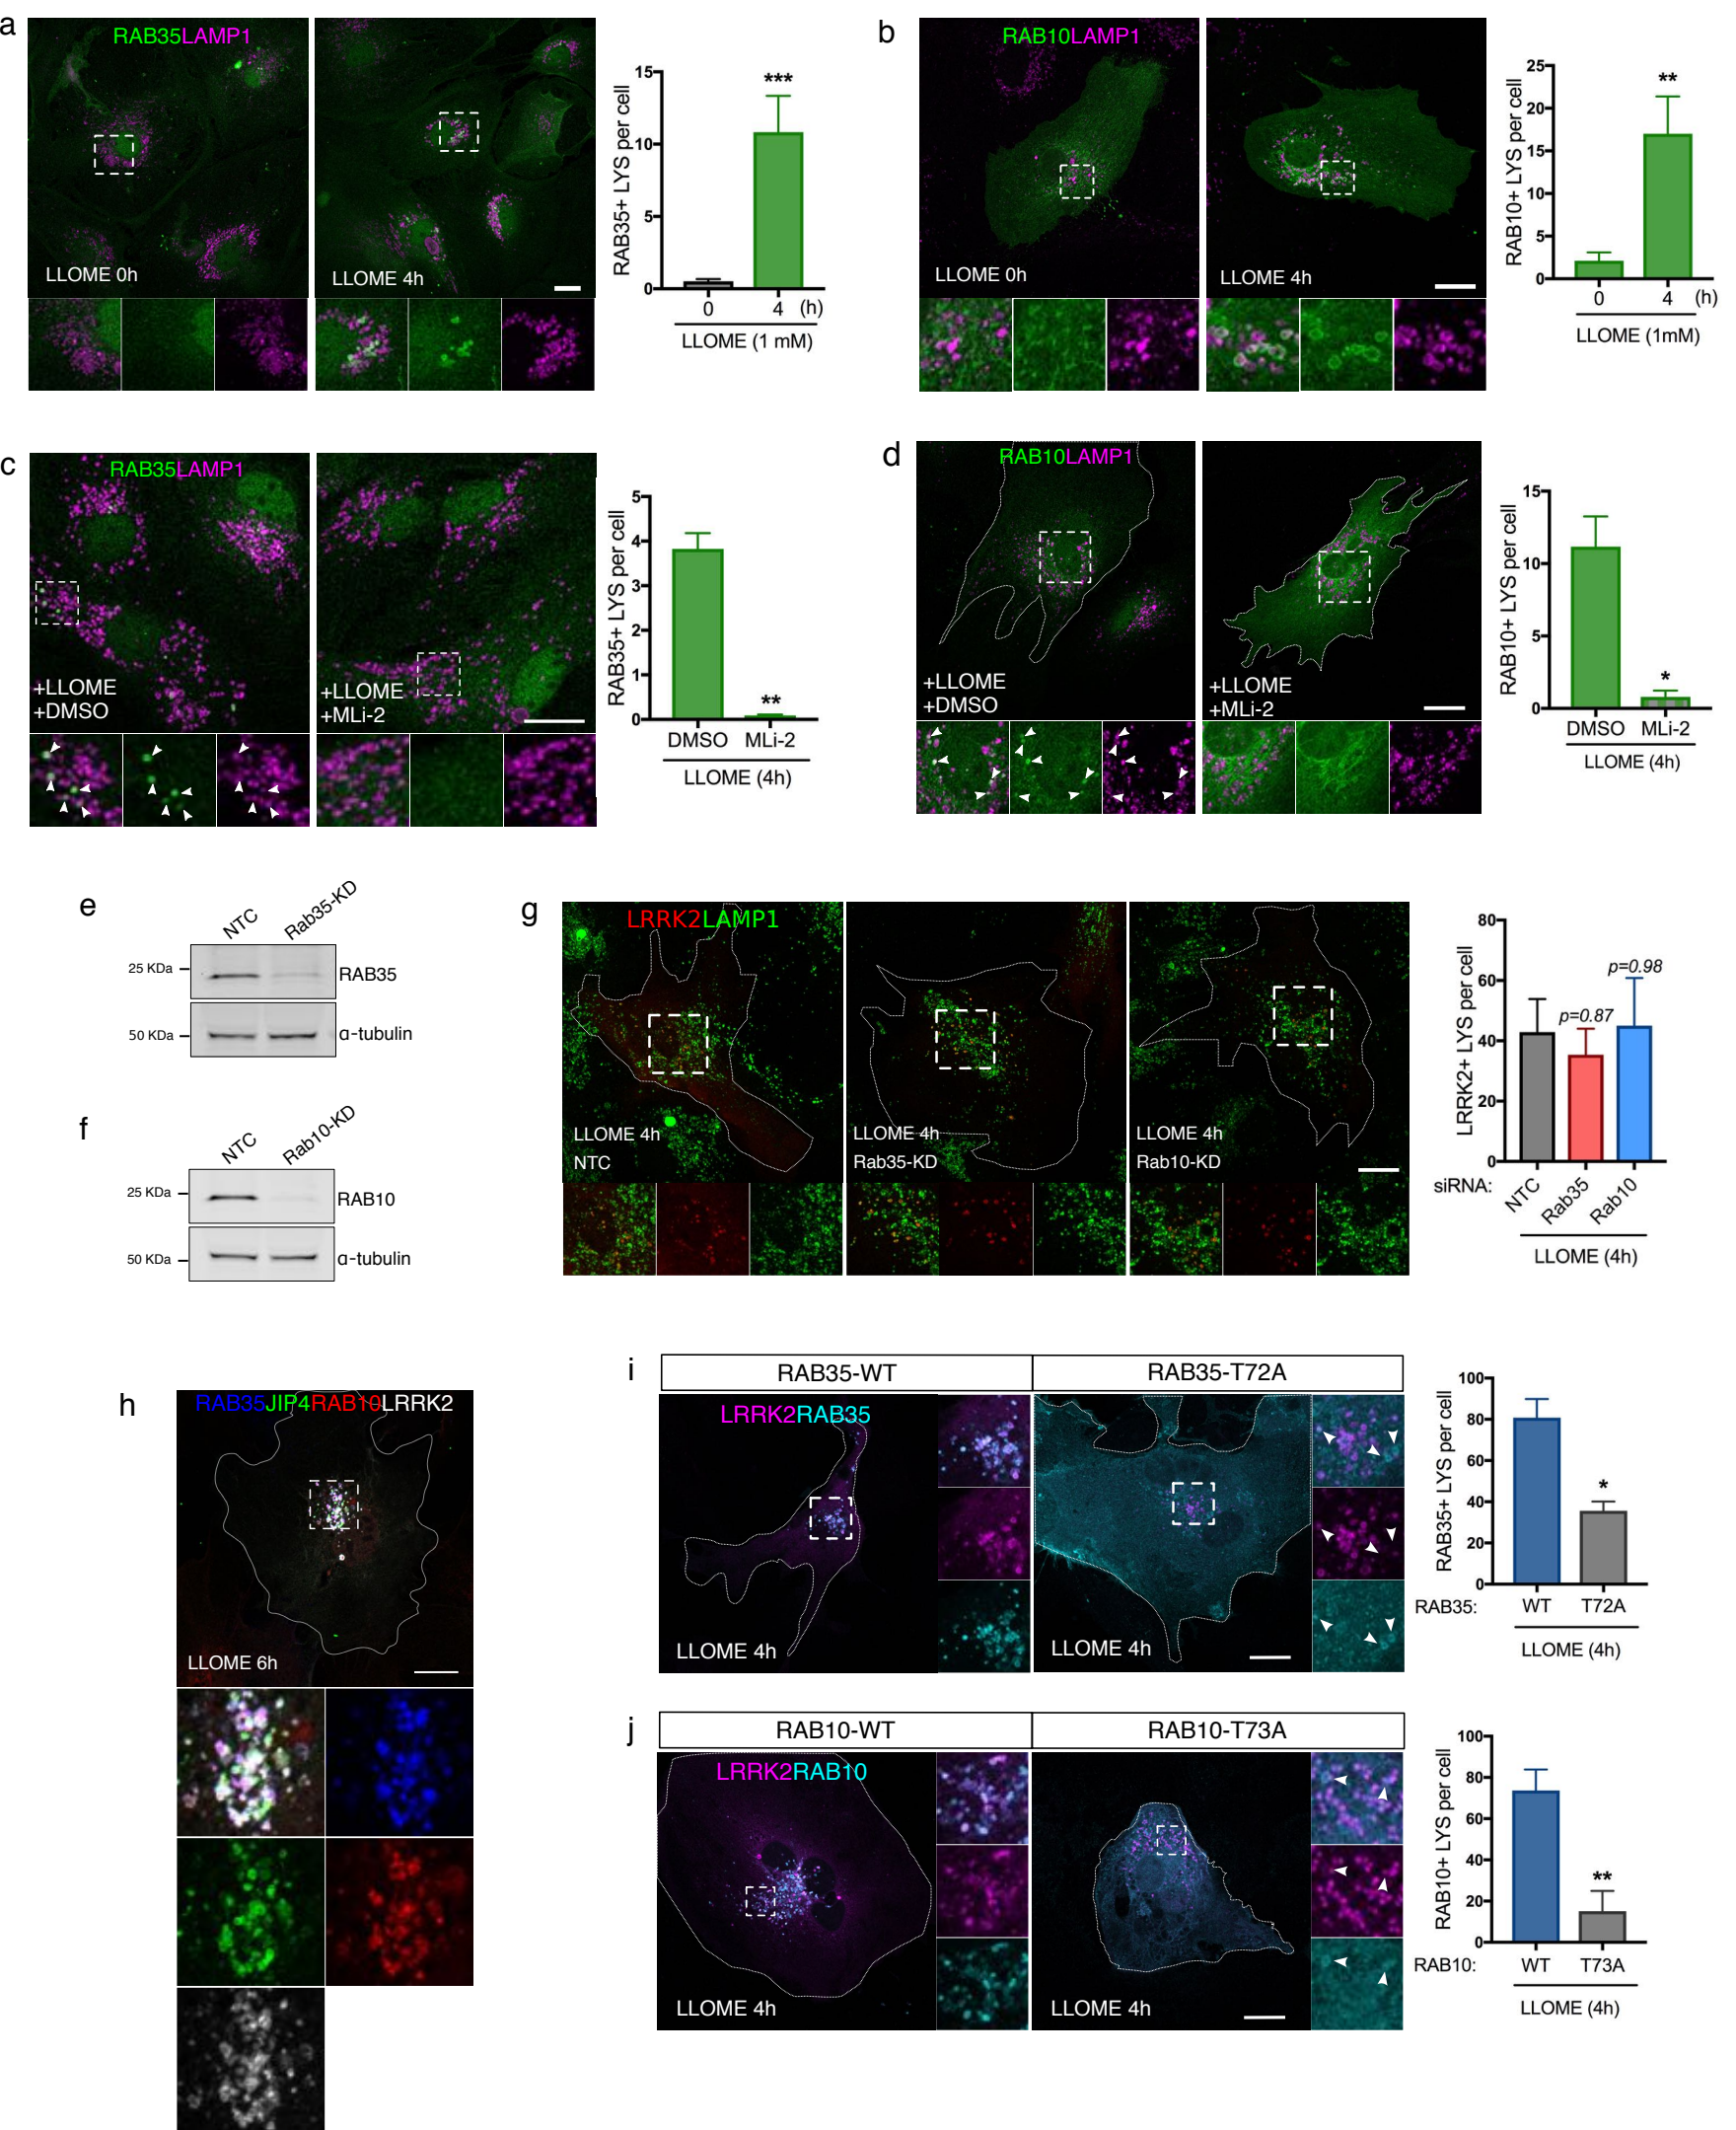 a
RAB35LAMP1
LLOME 0h
LLOME 4h
RAB35+ LYS per cell
15
10
5
0
***
0 4 (h)
LLOME (1 mM)
b
RAB10LAMP1
LLOME 0h
LLOME 4h
RAB10+ LYS per cell
25
20
15
10
5
0
**
0 4 (h)
LLOME (1mM)
c
RAB35LAMP1
+LLOME
+DMSO
+LLOME
+MLi-2
RAB35+ LYS per cell
5
4
3
2
1
0
**
DMSO MLi-2
LLOME (4h)
d
RAB10LAMP1
+LLOME
+DMSO
+LLOME
+MLi-2
RAB10+ LYS per cell
15
10
5
0
*
DMSO MLi-2
LLOME (4h)
e
NTC Rab35-KD
25 KDa RAB35
50 KDa α-tubulin
f
NTC Rab10-KD
25 KDa RAB10
50 KDa α-tubulin
g
LRRK2LAMP1
LLOME 4h
NTC
LLOME 4h
Rab35-KD
LLOME 4h
Rab10-KD
LRRK2+ LYS per cell
80
60
40
20
0
p=0.87
p=0.98
siRNA: NTC Rab35 Rab10
LLOME (4h)
h
RAB35JIP4RAB10LRRK2
LLOME 6h
i
RAB35-WT RAB35-T72A
LRRK2RAB35
LLOME 4h
LLOME 4h
RAB35+ LYS per cell
100
80
60
40
20
0
*
RAB35: WT T72A
LLOME (4h)
j
RAB10-WT RAB10-T73A
LRRK2RAB10
LLOME 4h
LLOME 4h
RAB10+ LYS per cell
100
80
60
40
20
0
**
RAB10: WT T73A
LLOME (4h)